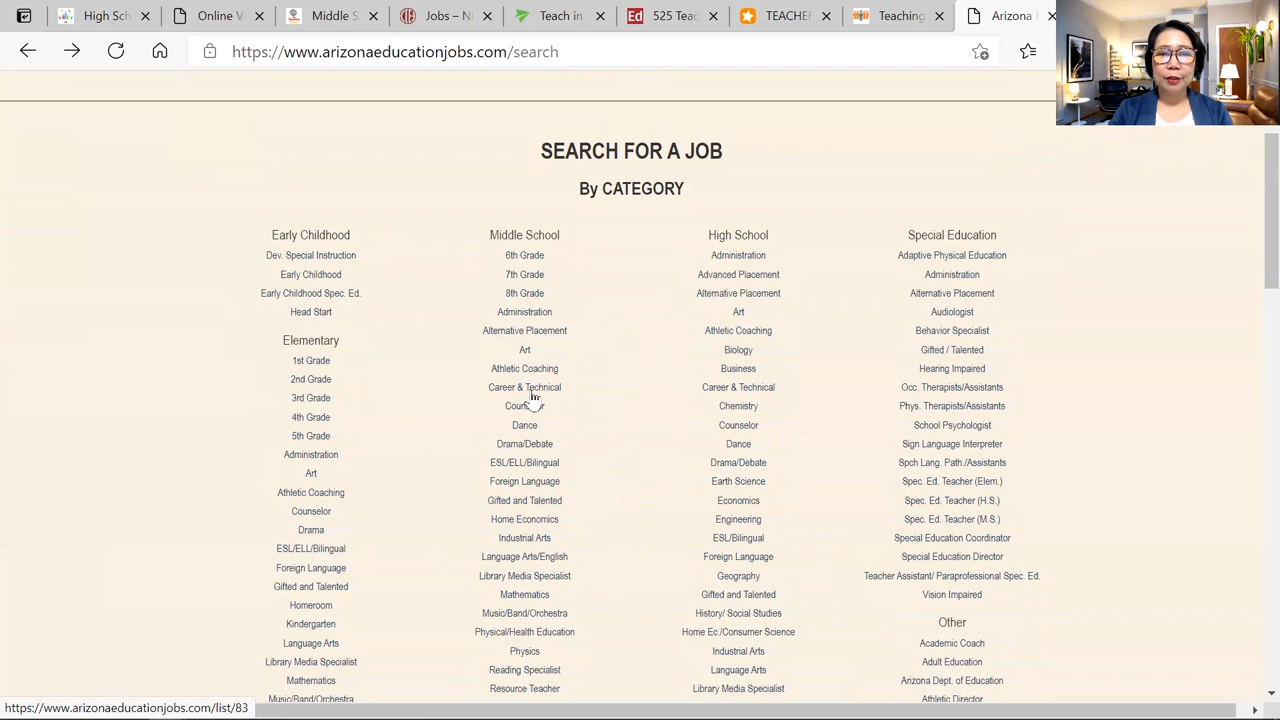 High Sc
Online V
Middle S
Jobs – N
Teach in
Ed
525 Teac
TEACHER
Teaching
Arizona E
https://www.arizonaeducationjobs.com/search
SEARCH FOR A JOB
By CATEGORY
Early Childhood
Dev. Special Instruction
Early Childhood
Early Childhood Spec. Ed.
Head Start
Elementary
1st Grade
2nd Grade
3rd Grade
4th Grade
5th Grade
Administration
Art
Athletic Coaching
Counselor
Drama
ESL/ELL/Bilingual
Foreign Language
Gifted and Talented
Homeroom
Kindergarten
Language Arts
Library Media Specialist
Mathematics
Music/Band/Orchestra
Middle School
6th Grade
7th Grade
8th Grade
Administration
Alternative Placement
Art
Athletic Coaching
Career & Technical
Counselor
Dance
Drama/Debate
ESL/ELL/Bilingual
Foreign Language
Gifted and Talented
Home Economics
Industrial Arts
Language Arts/English
Library Media Specialist
Mathematics
Music/Band/Orchestra
Physical/Health Education
Physics
Reading Specialist
Resource Teacher
High School
Administration
Advanced Placement
Alternative Placement
Art
Athletic Coaching
Biology
Business
Career & Technical
Chemistry
Counselor
Dance
Drama/Debate
Earth Science
Economics
Engineering
ESL/Bilingual
Foreign Language
Geography
Gifted and Talented
History/ Social Studies
Home Ec./Consumer Science
Industrial Arts
Language Arts
Library Media Specialist
Special Education
Adaptive Physical Education
Administration
Alternative Placement
Audiologist
Behavior Specialist
Gifted / Talented
Hearing Impaired
Occ. Therapists/Assistants
Phys. Therapists/Assistants
School Psychologist
Sign Language Interpreter
Spch Lang. Path./Assistants
Spec. Ed. Teacher (Elem.)
Spec. Ed. Teacher (H.S.)
Spec. Ed. Teacher (M.S.)
Special Education Coordinator
Special Education Director
Teacher Assistant/ Paraprofessional Spec. Ed.
Vision Impaired
Other
Academic Coach
Adult Education
Arizona Dept. of Education
Athletic Director
https://www.arizonaeducationjobs.com/list/83